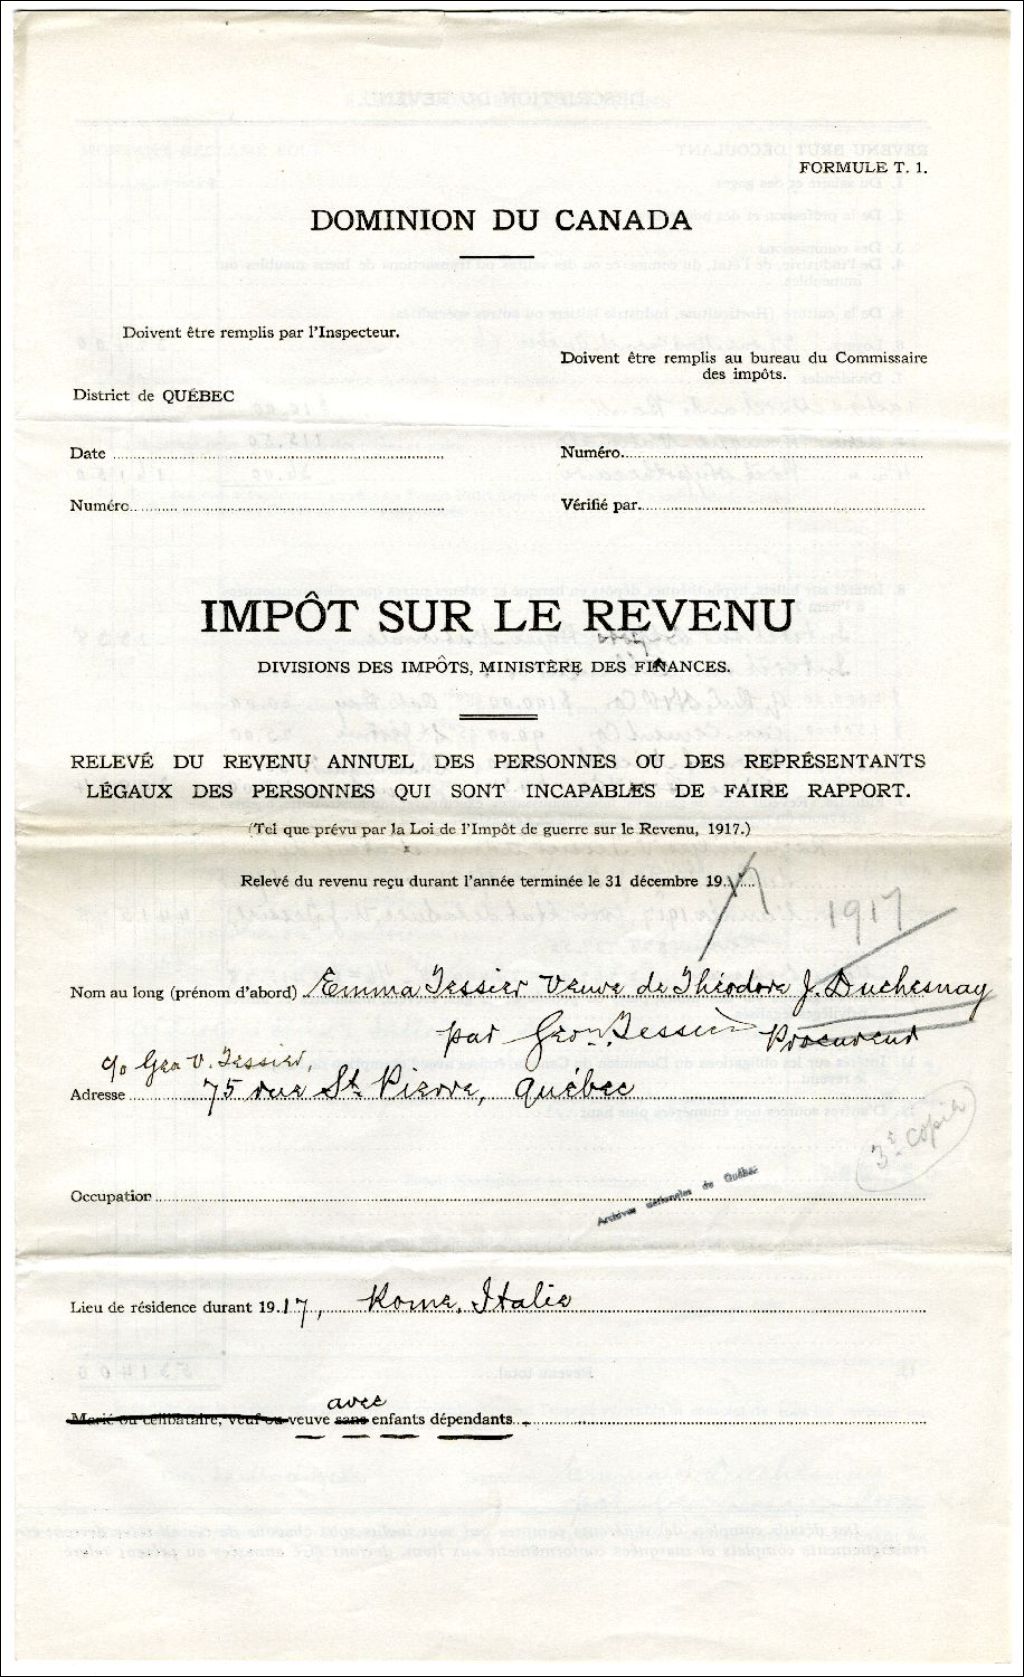 FORMULE T. 1.
DOMINION DU CANADA
Doivent être remplis par l'Inspecteur.
Doivent être remplis au bureau du Commissaire
des impôts.
District de QUÉBEC
Date
Numéro
Numéro
Vérifié par
IMPÔT SUR LE REVENU
DIVISIONS DES IMPÔTS, MINISTÈRE DES FINANCES.
RELEVÉ DU REVENU ANNUEL DES PERSONNES OU DES REPRÉSENTANTS
LÉGAUX DES PERSONNES QUI SONT INCAPABLES DE FAIRE RAPPORT.
(Tel que prévu par la Loi de l'Impôt de guerre sur le Revenu, 1917.)
Relevé du revenu reçu durant l'année terminée le 31 décembre 1917
1917
Nom au long (prénom d'abord) Emma Tessier Veuve de Théodore J. Duchesnay
par Geo. Tessier Procureur
c/o Geo V. Tessier,
Adresse 75 rue St. Pierre, Québec
3e copie
Archives nationales de Québec
Occupation
Lieu de résidence durant 1917, Rome, Italie
avec
Marié ou célibataire, veuf ou veuve sans enfants dépendants